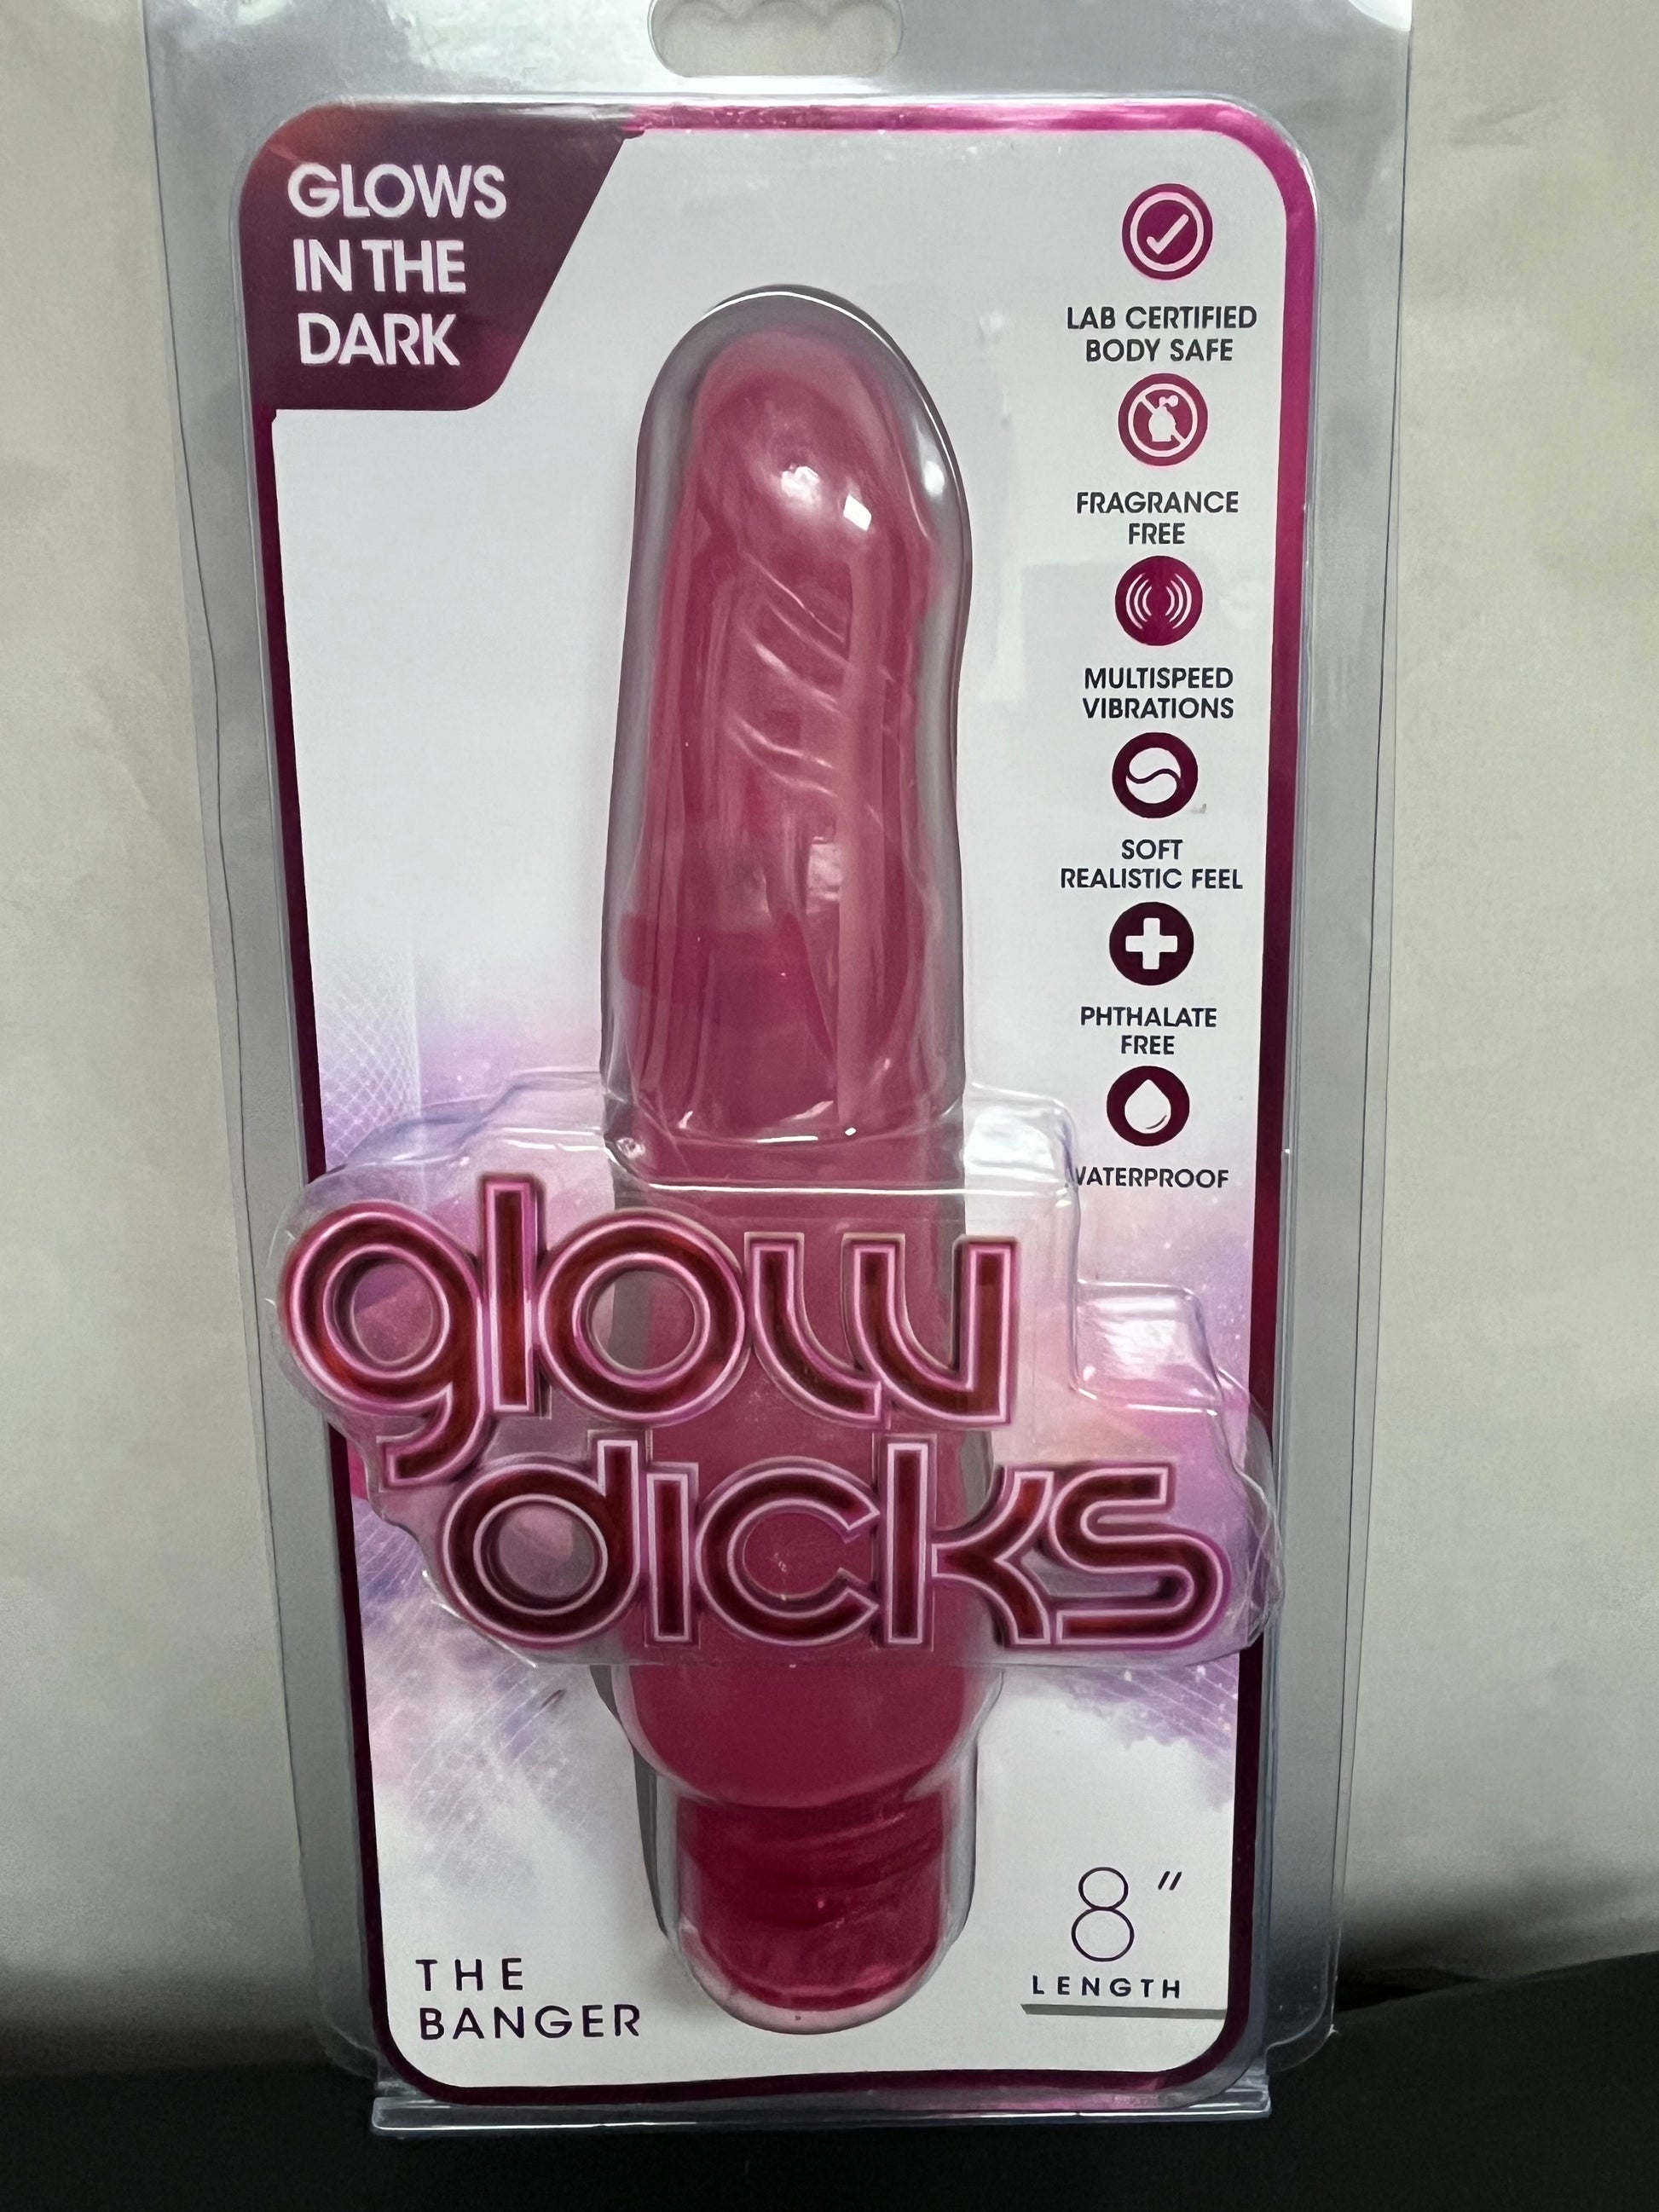 GLOWS
IN THE
DARK
LAB CERTIFIED
BODY SAFE
FRAGRANCE
FREE
MULTISPEED
VIBRATIONS
SOFT
REALISTIC FEEL
PHTHALATE
FREE
WATERPROOF
glow
dicks
THE
BANGER
8"
LENGTH